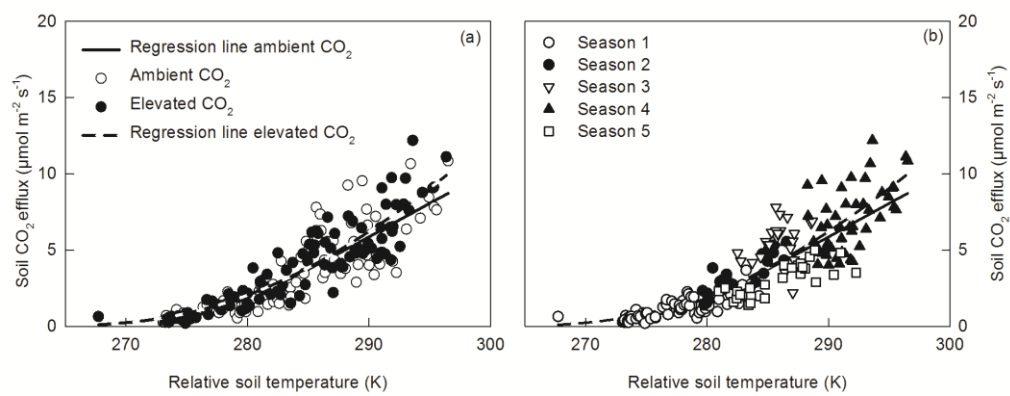 20
15
10
5
0
Soil CO2 efflux (µmol m-2 s-1)
(a)
Regression line ambient CO2
Ambient CO2
Elevated CO2
Regression line elevated CO2
270 280 290 300
Relative soil temperature (K)
(b)
Season 1
Season 2
Season 3
Season 4
Season 5
270 280 290 300
Relative soil temperature (K)
20
15
10
5
0
Soil CO2 efflux (µmol m-2 s-1)